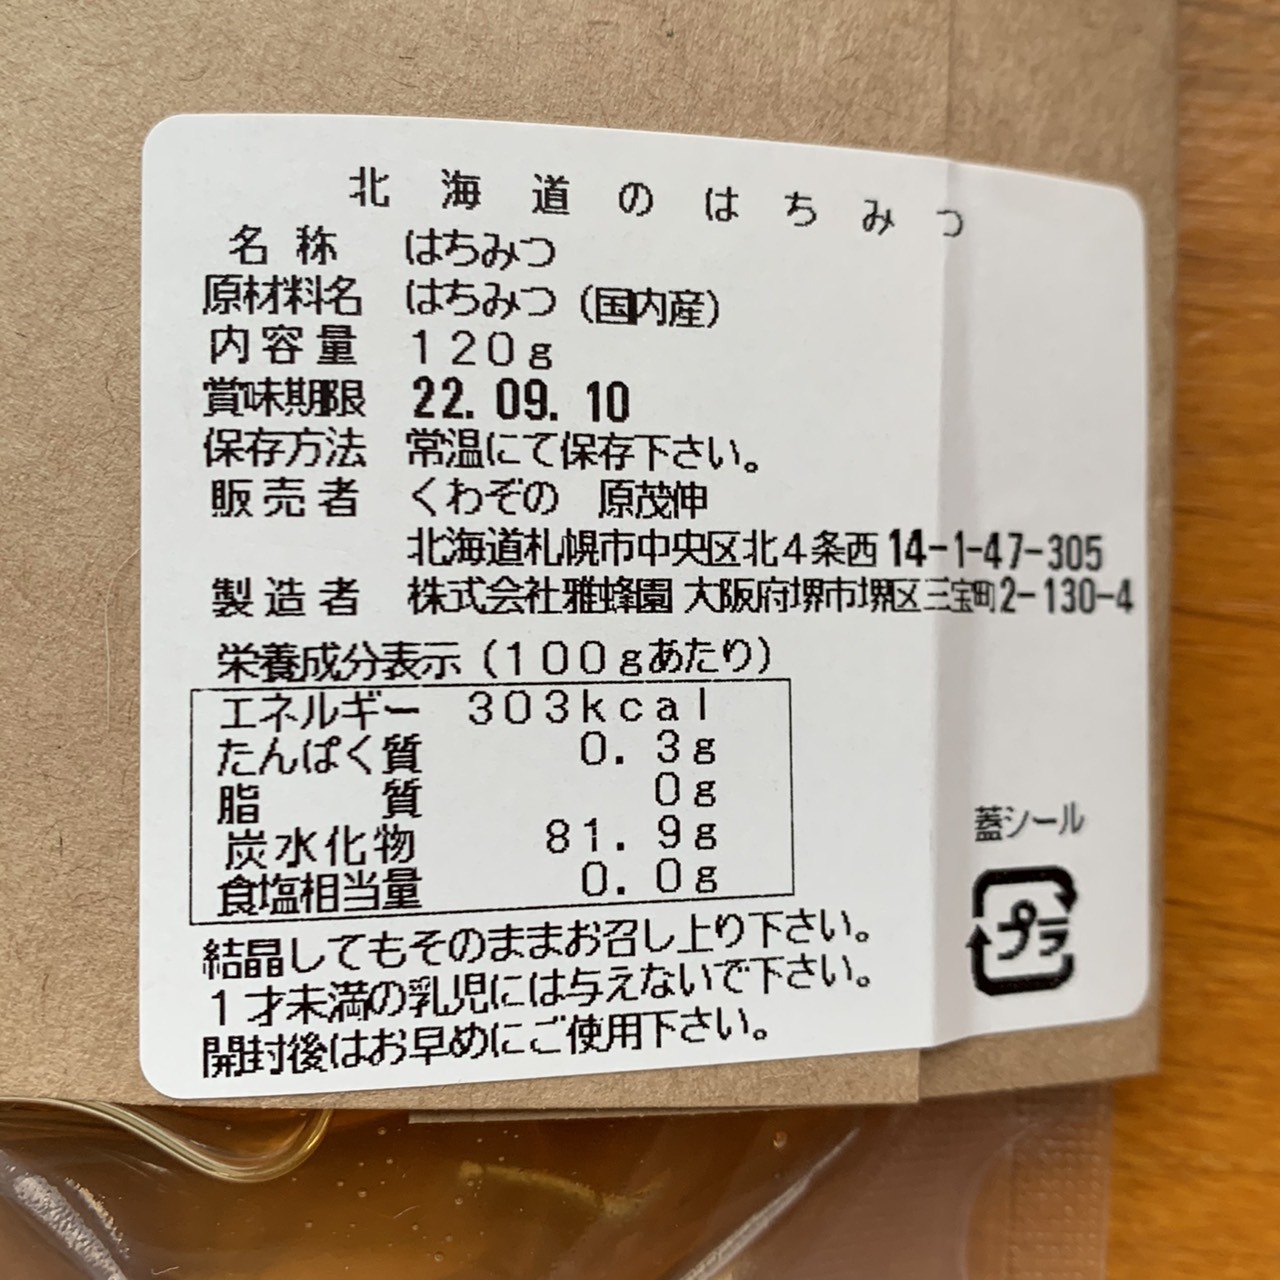 北海道のはちみつ
名称 はちみつ
原材料名 はちみつ（国内産）
内容量 120g
賞味期限 22.09.10
保存方法 常温にて保存下さい。
販売者 くわぞの 原茂伸
北海道札幌市中央区北4条西14-1-47-305
製造者 株式会社雅蜂園 大阪府堺市堺区三宝町2-130-4
栄養成分表示（100gあたり）
エネルギー 303kcal
たんぱく質 0.3g
脂質 0g
炭水化物 81.9g
食塩相当量 0.0g
結晶してもそのままお召し上り下さい。
1才未満の乳児には与えないで下さい。
開封後はお早めにご使用下さい。
蓋シール
プラ